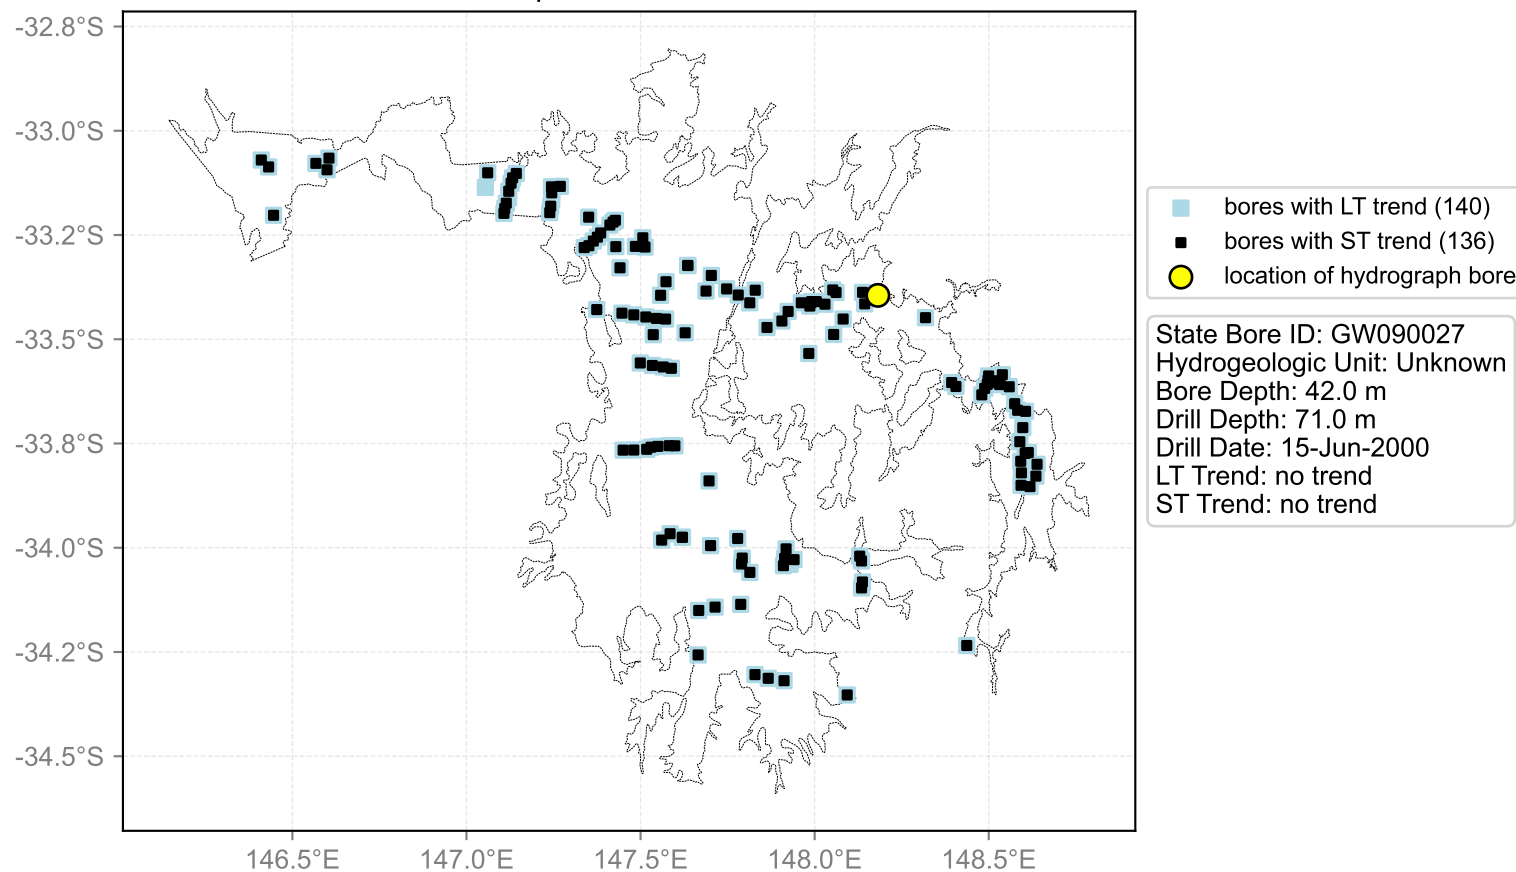 -32.8°S
-33.0°S
-33.2°S
-33.5°S
-33.8°S
-34.0°S
-34.2°S
-34.5°S
146.5°E
147.0°E
147.5°E
148.0°E
148.5°E
bores with LT trend (140)
bores with ST trend (136)
location of hydrograph bore
State Bore ID: GW090027
Hydrogeologic Unit: Unknown
Bore Depth: 42.0 m
Drill Depth: 71.0 m
Drill Date: 15-Jun-2000
LT Trend: no trend
ST Trend: no trend